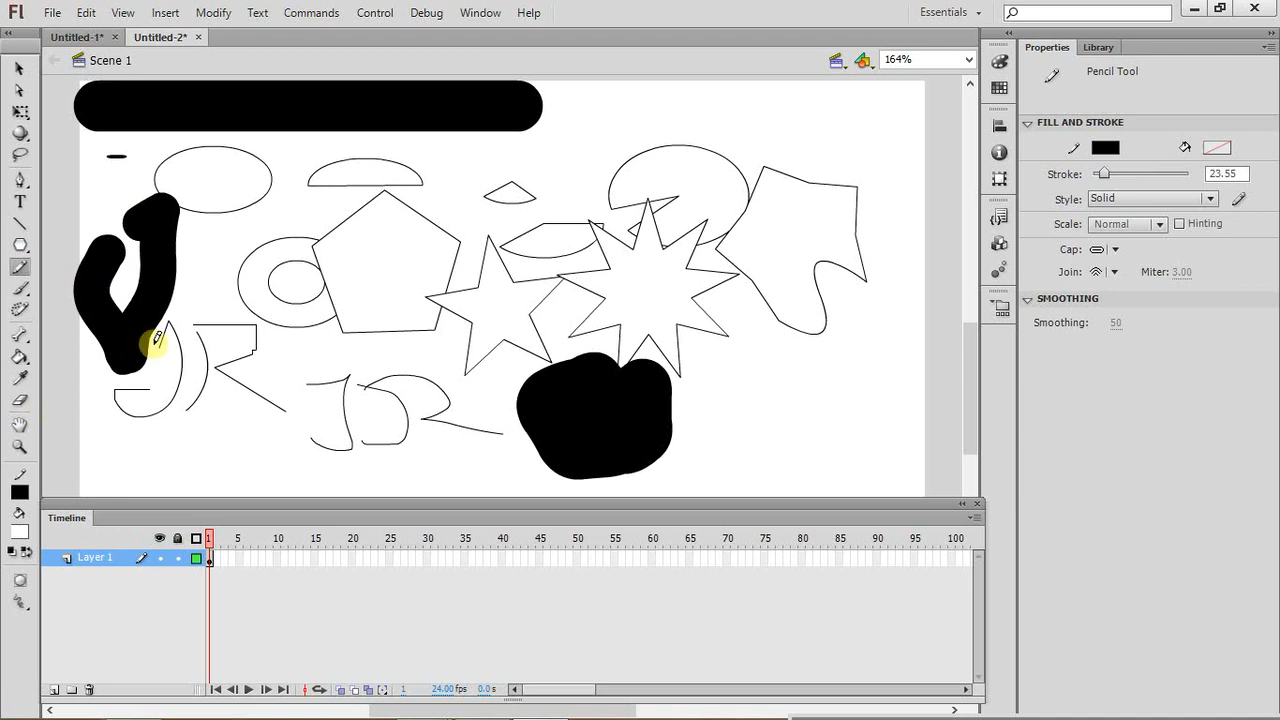 Fl File Edit View Insert Modify Text Commands Control Debug Window Help Essentials
Untitled-1* × Untitled-2* ×
Scene 1 164%
Properties Library
Pencil Tool
FILL AND STROKE
Stroke: 23.55
Style: Solid
Scale: Normal Hinting
Cap:
Join: Miter: 3.00
SMOOTHING
Smoothing: 50
JR JR
Timeline
1 5 10 15 20 25 30 35 40 45 50 55 60 65 70 75 80 85 90 95 100
Layer 1
1 24.00 fps 0.0 s